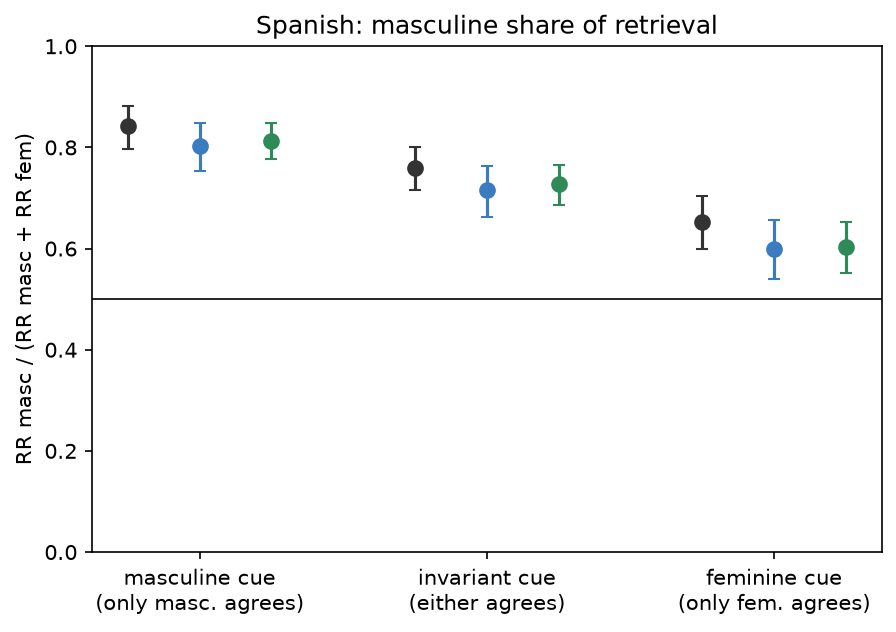 Spanish: masculine share of retrieval
RR masc / (RR masc + RR fem)
1.0
0.8
0.6
0.4
0.2
0.0
masculine cue
(only masc. agrees)
invariant cue
(either agrees)
feminine cue
(only fem. agrees)